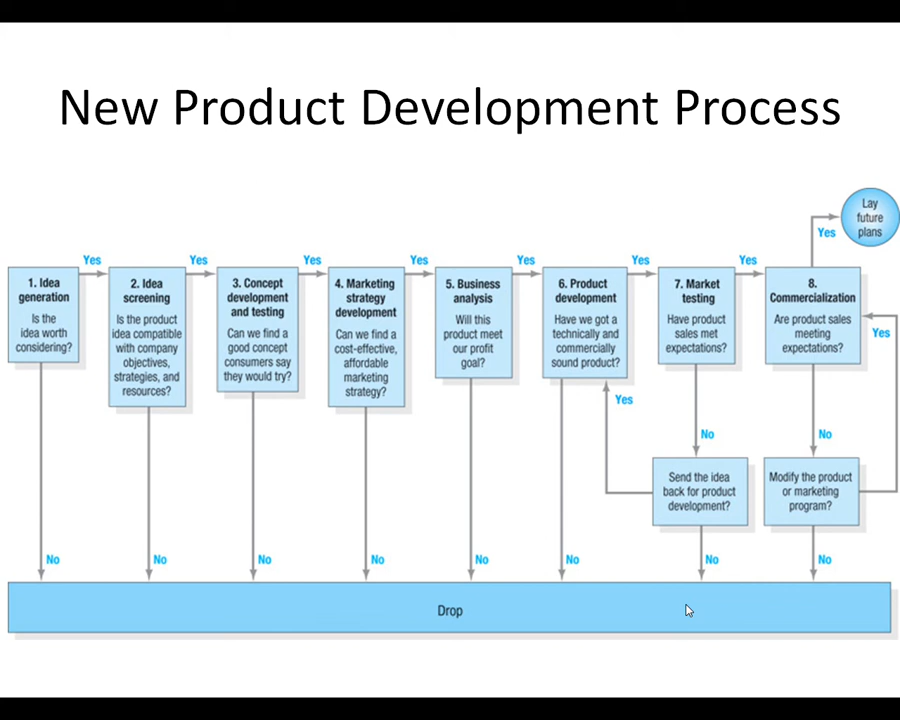 New Product Development Process
Lay
future
plans
Yes
Yes
Yes
Yes
Yes
Yes
Yes
Yes
1. Idea
generation
Is the
idea worth
considering?
2. Idea
screening
Is the product
idea compatible
with company
objectives,
strategies, and
resources?
3. Concept
development
and testing
Can we find a
good concept
consumers say
they would try?
4. Marketing
strategy
development
Can we find a
cost-effective,
affordable
marketing
strategy?
5. Business
analysis
Will this
product meet
our profit
goal?
6. Product
development
Have we got a
technically and
commercially
sound product?
7. Market
testing
Have product
sales met
expectations?
8.
Commercialization
Are product sales
meeting
expectations?
Yes
Yes
No
No
Send the idea
back for product
development?
Modify the product
or marketing
program?
No
No
No
No
No
No
No
No
Drop